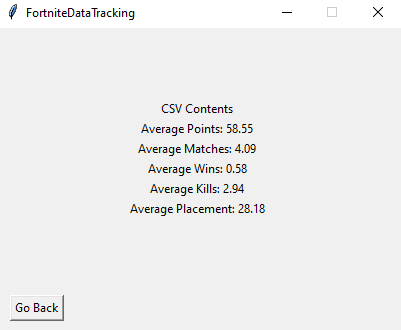 FortniteDataTracking
CSV Contents
Average Points: 58.55
Average Matches: 4.09
Average Wins: 0.58
Average Kills: 2.94
Average Placement: 28.18
Go Back